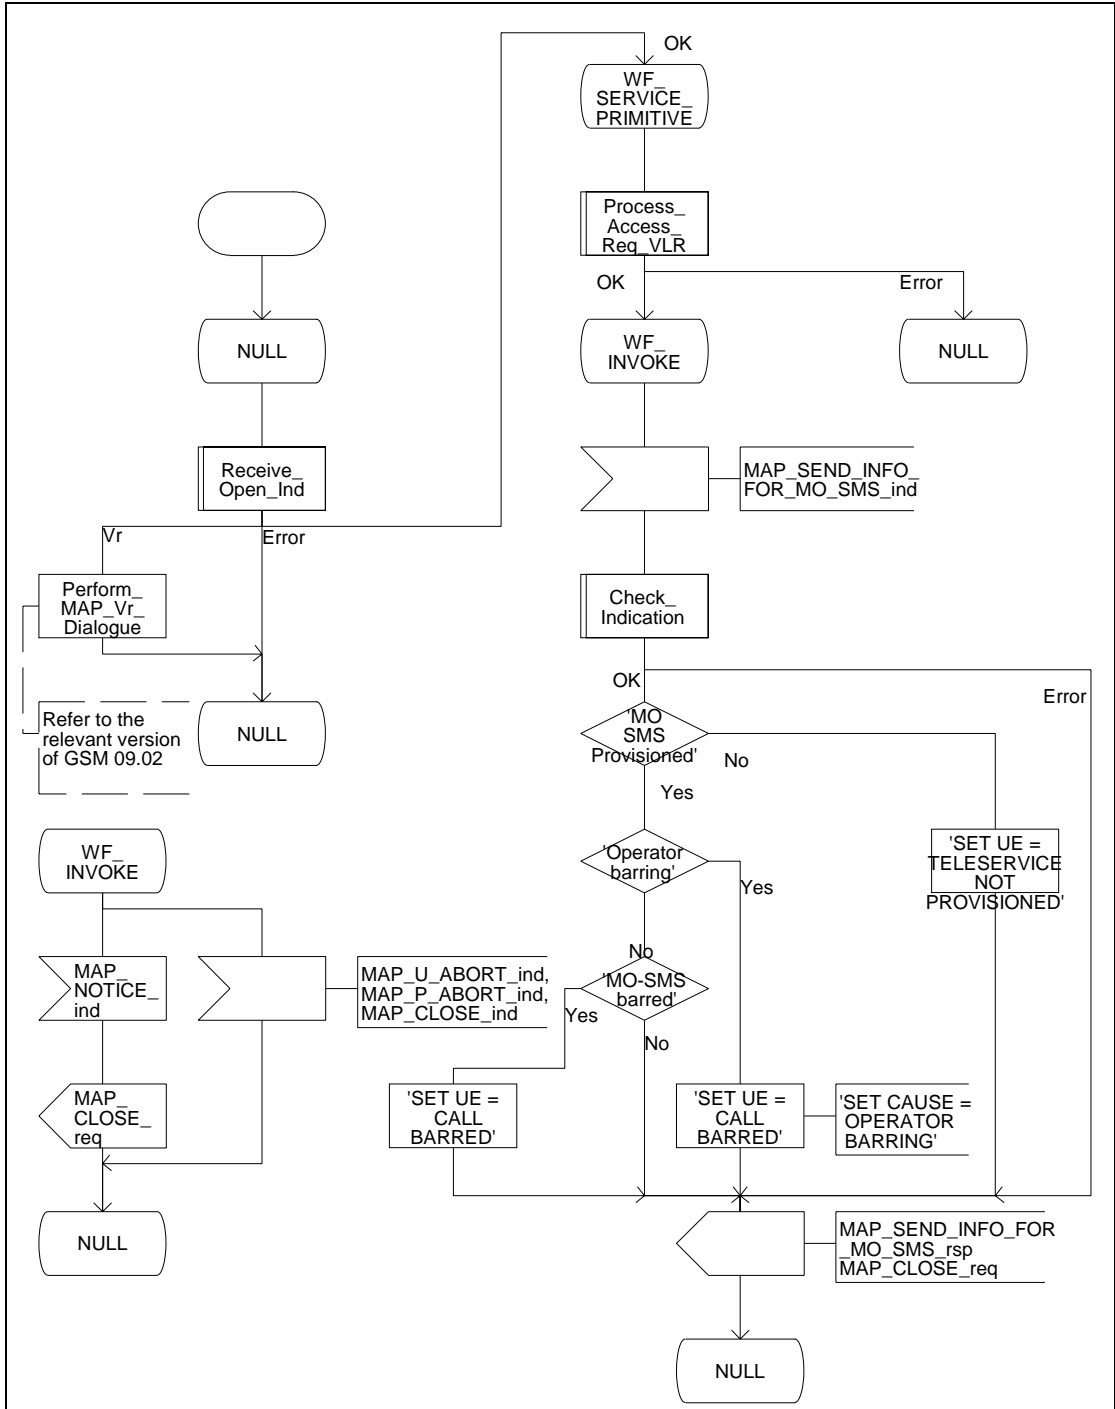 OK
WF_
SERVICE_
PRIMITIVE
Process_
Access_
Req_VLR
OK
Error
NULL
WF_
INVOKE
NULL
MAP_SEND_INFO_
FOR_MO_SMS_ind
Receive_
Open_Ind
Vr
Error
Perform_
MAP_Vr_
Dialogue
Check_
Indication
OK
Error
Refer to the
relevant version
of GSM 09.02
NULL
'MO
SMS
Provisioned'
No
Yes
WF_
INVOKE
'Operator
barring'
Yes
'SET UE =
TELESERVICE
NOT
PROVISIONED'
No
MAP_
NOTICE_
ind
MAP_U_ABORT_ind,
MAP_P_ABORT_ind,
MAP_CLOSE_ind
'MO-SMS
barred'
Yes
No
MAP_
CLOSE_
req
'SET UE =
CALL
BARRED'
'SET UE =
CALL
BARRED'
'SET CAUSE =
OPERATOR
BARRING'
NULL
MAP_SEND_INFO_FOR
_MO_SMS_rsp
MAP_CLOSE_req
NULL